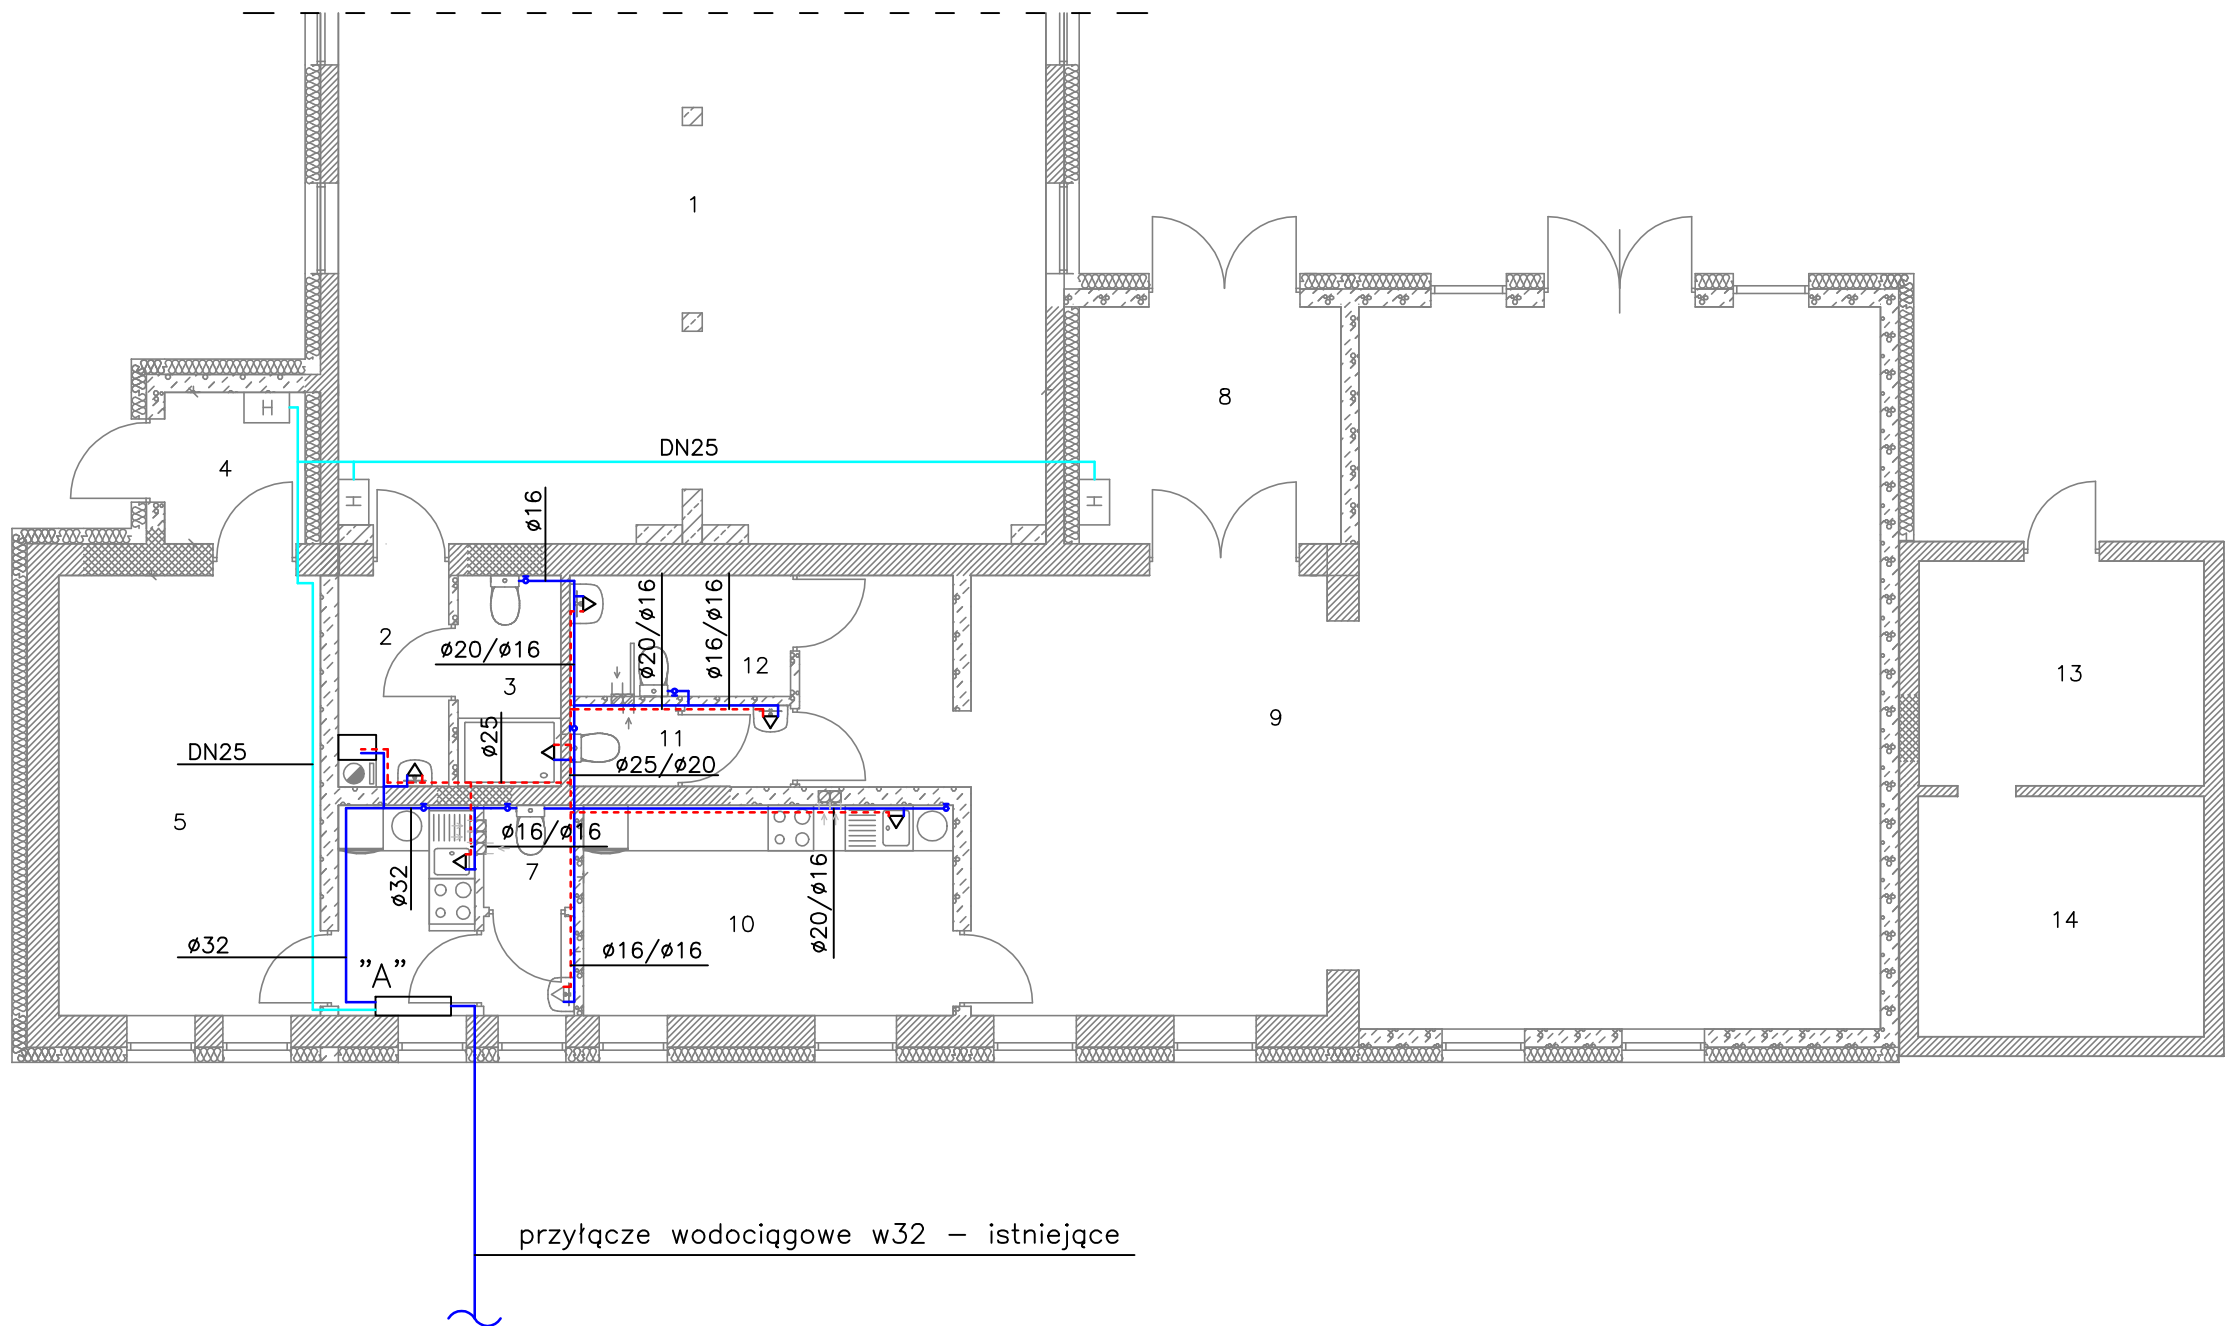 1
8
H
4
DN25
H
H
ø16
ø20/ø16
ø16/ø16
2
ø20/ø16
12
3
13
9
ø25
11
DN25
ø25/ø20
5
ø16/ø16
7
ø32
ø20/ø16
10
14
ø32
ø16/ø16
"A"
przyłącze wodociągowe w32 – istniejące